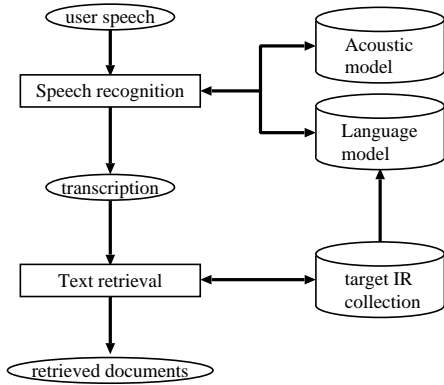 user speech
Acoustic
model
Speech recognition
Language
model
transcription
Text retrieval
target IR
collection
retrieved documents